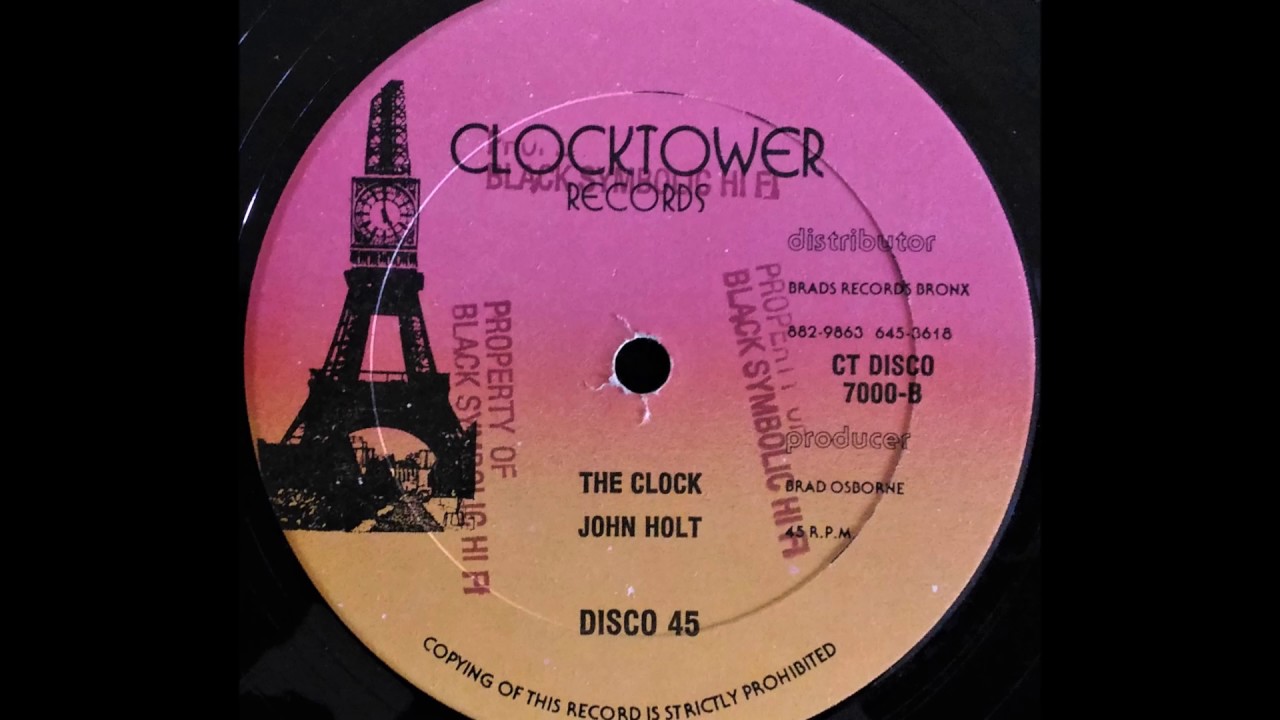 CLOCKTOWER
RECORDS
BLACK SYMBOLIC HI FI
distributor
BRADS RECORDS BRONX
882-9863 645-3618
CT DISCO
7000-B
producer
BRAD OSBORNE
45 R.P.M.
PROPERTY OF
BLACK SYMBOLIC HI FI
PROPERTY OF
BLACK SYMBOLIC HI FI
THE CLOCK
JOHN HOLT
DISCO 45
COPYING OF THIS RECORD IS STRICTLY PROHIBITED